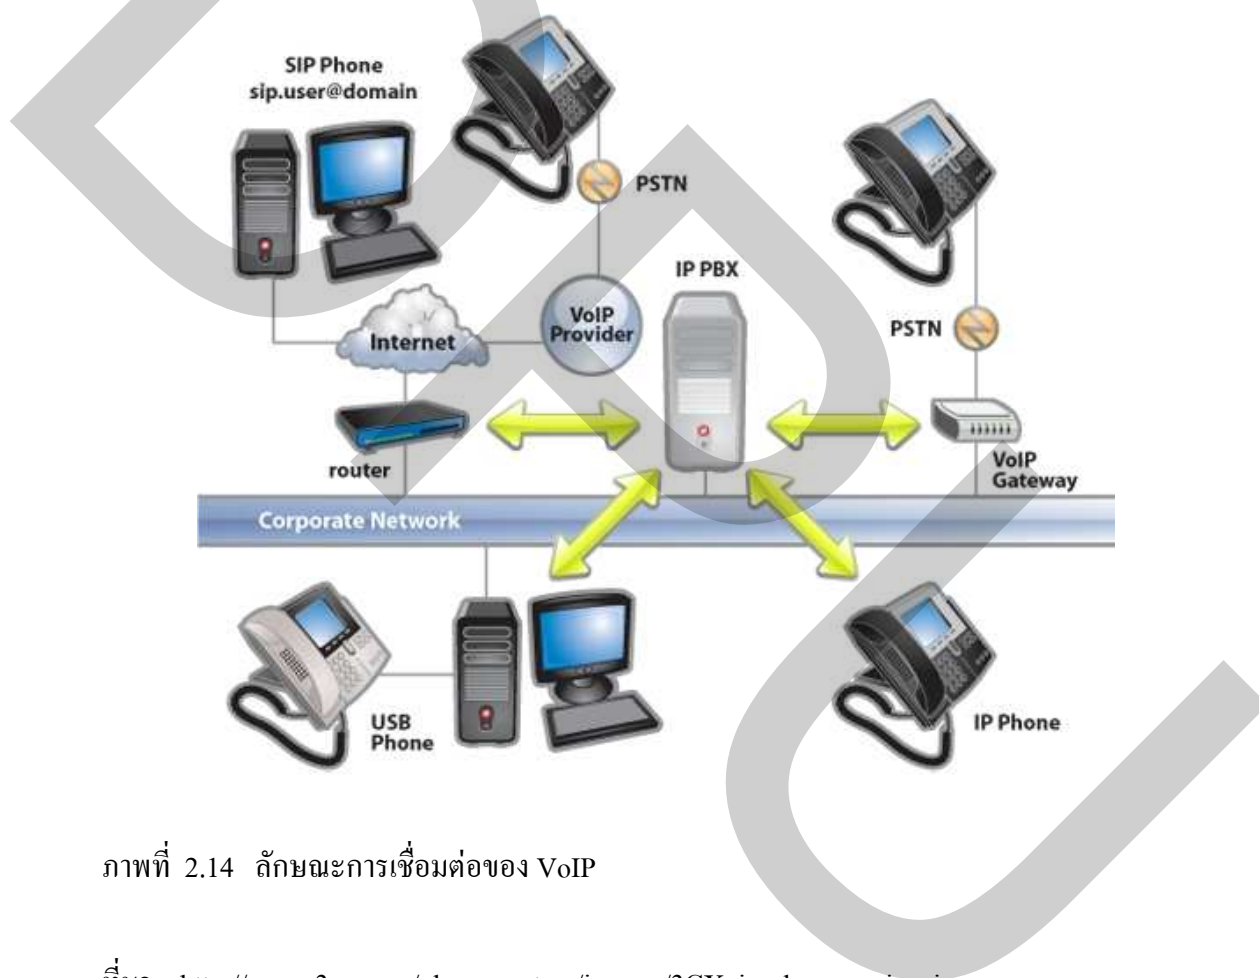 SIP Phone
sip.user@domain
PSTN
IP PBX
VoIP
Provider
Internet
PSTN
router
VoIP
Gateway
Corporate Network
USB
Phone
IP Phone
ภาพที่ 2.14 ลักษณะการเชื่อมต่อของ VoIP